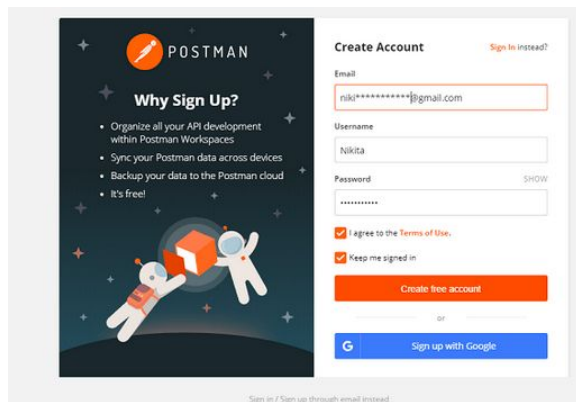 POSTMAN
Why Sign Up?
• Organize all your API development
within Postman Workspaces
• Sync your Postman data across devices
• Backup your data to the Postman cloud
• It's free!
Create Account
Sign In instead?
Email
niki***********@gmail.com
Username
Nikita
Password
SHOW
•••••••••••
I agree to the Terms of Use.
Keep me signed in
Create free account
or
G
Sign up with Google
Sign in / Sign up through email instead